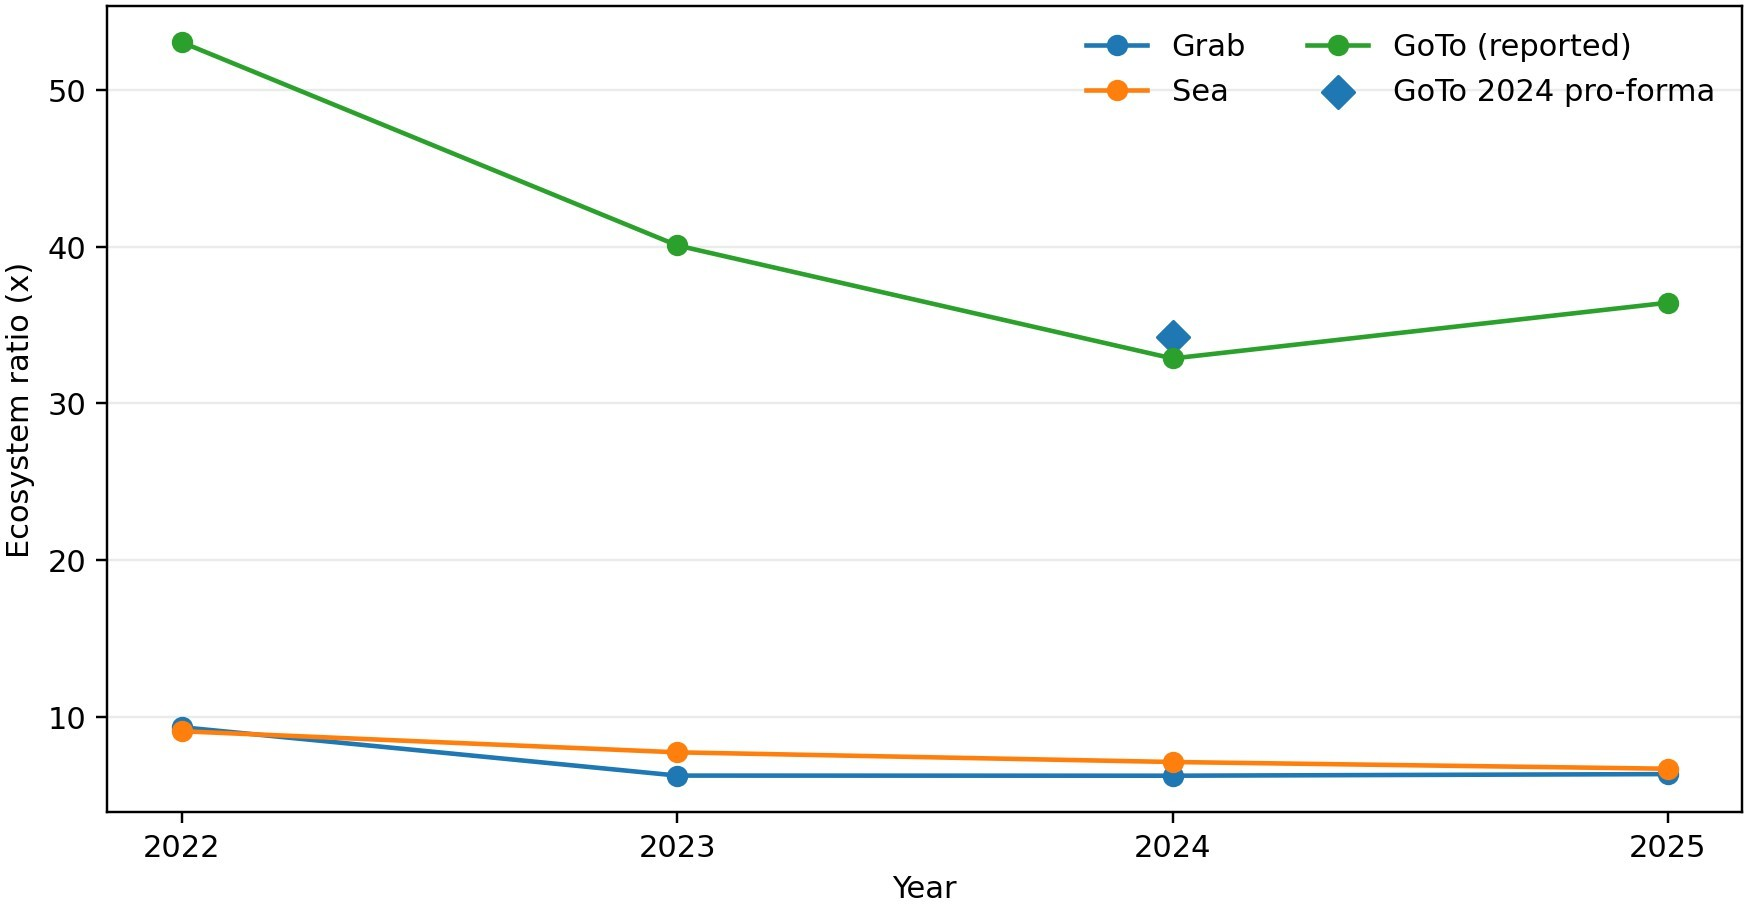 Grab
Sea
GoTo (reported)
GoTo 2024 pro-forma
Ecosystem ratio (x)
50
40
30
20
10
2022
2023
2024
2025
Year